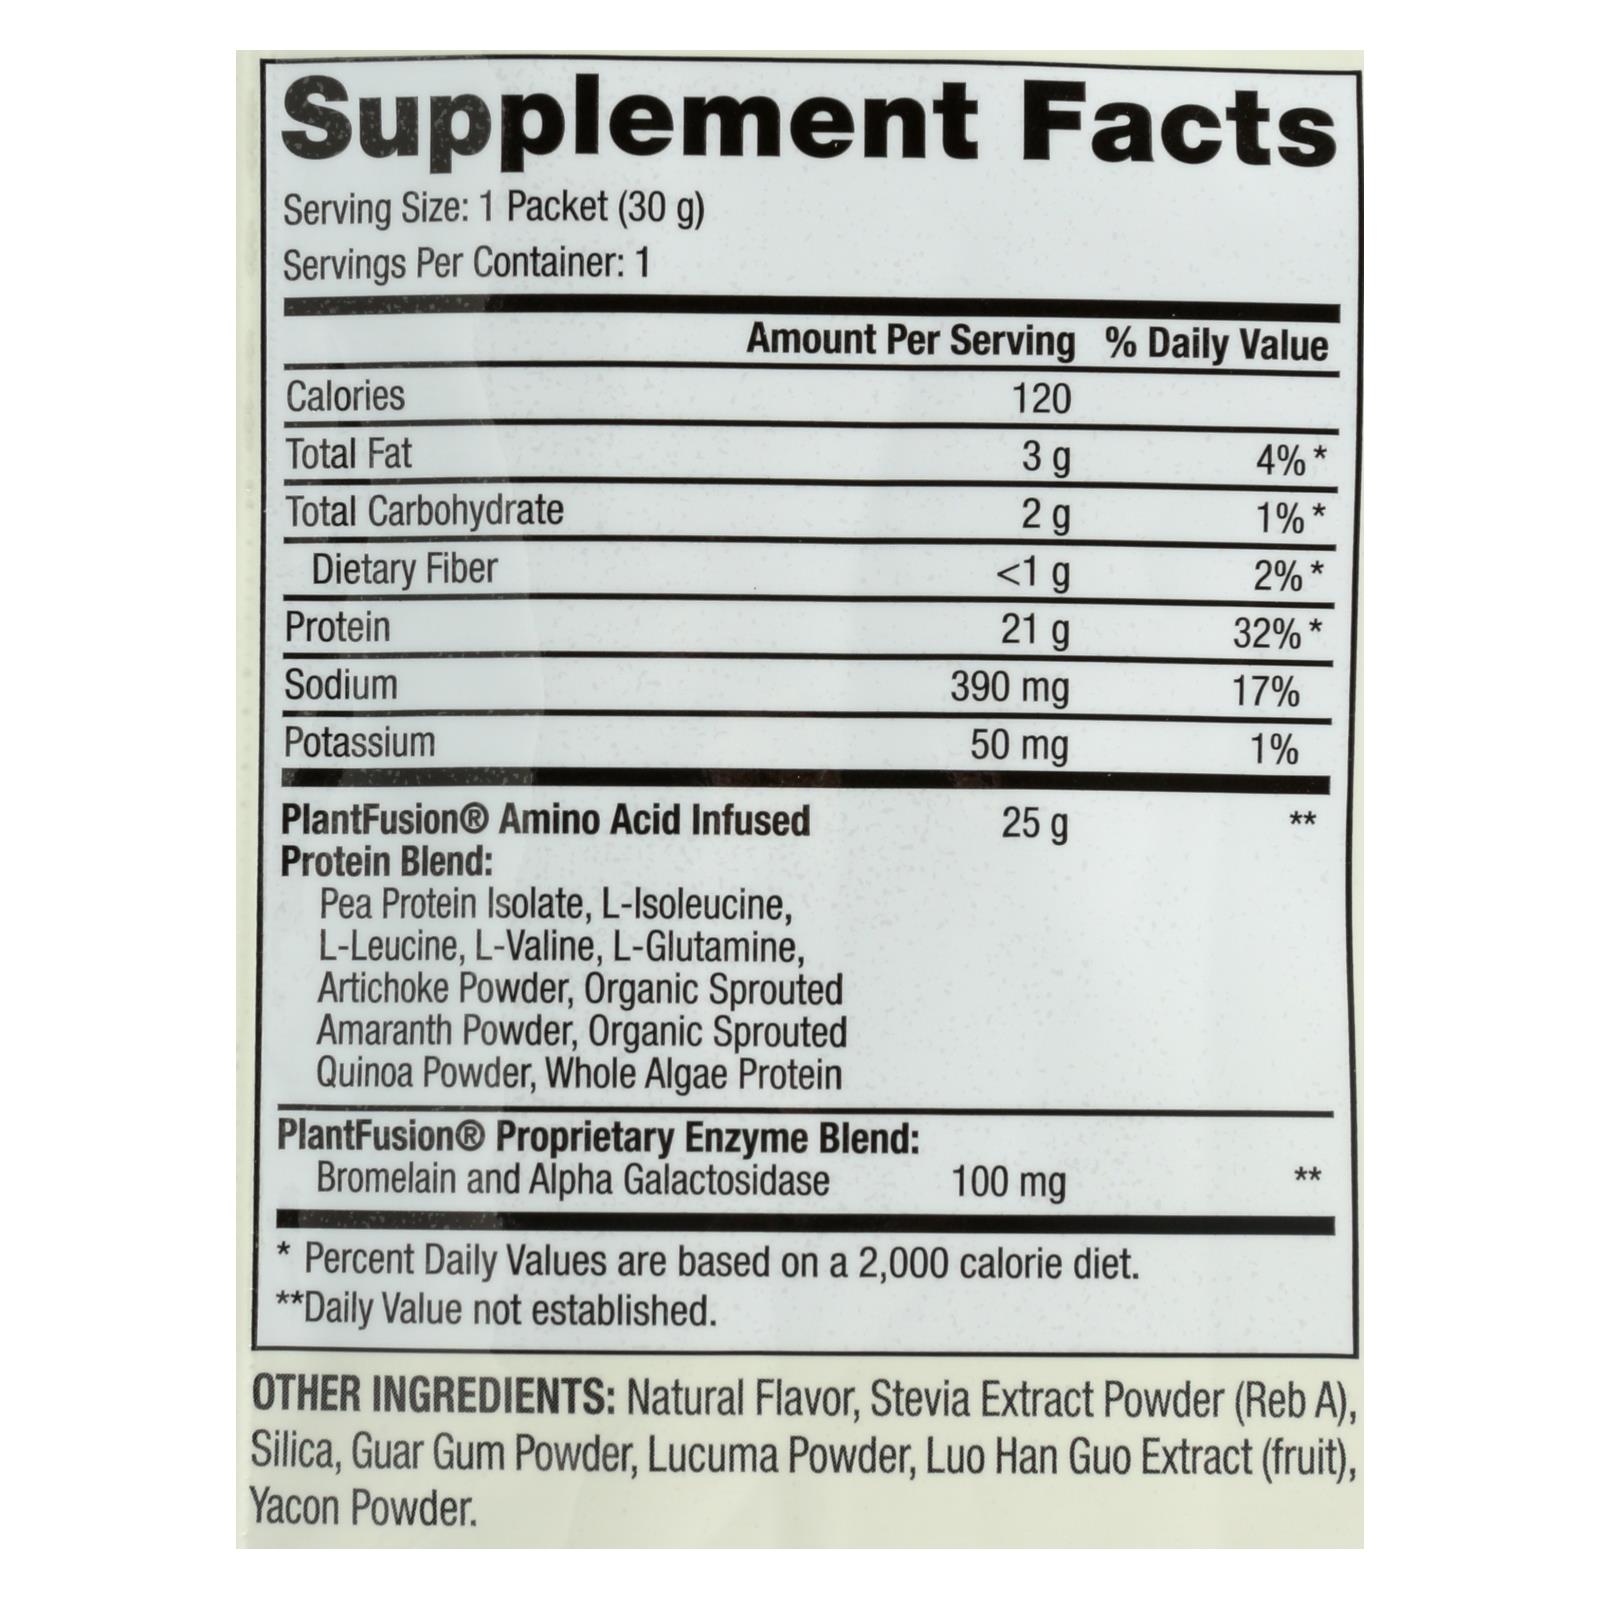 Supplement Facts
Serving Size: 1 Packet (30 g)
Servings Per Container: 1
Amount Per Serving % Daily Value
Calories 120
Total Fat 3 g 4% *
Total Carbohydrate 2 g 1% *
Dietary Fiber <1 g 2% *
Protein 21 g 32% *
Sodium 390 mg 17%
Potassium 50 mg 1%
PlantFusion® Amino Acid Infused 25 g **
Protein Blend:
Pea Protein Isolate, L-Isoleucine,
L-Leucine, L-Valine, L-Glutamine,
Artichoke Powder, Organic Sprouted
Amaranth Powder, Organic Sprouted
Quinoa Powder, Whole Algae Protein
PlantFusion® Proprietary Enzyme Blend:
Bromelain and Alpha Galactosidase 100 mg **
* Percent Daily Values are based on a 2,000 calorie diet.
**Daily Value not established.
OTHER INGREDIENTS: Natural Flavor, Stevia Extract Powder (Reb A),
Silica, Guar Gum Powder, Lucuma Powder, Luo Han Guo Extract (fruit),
Yacon Powder.